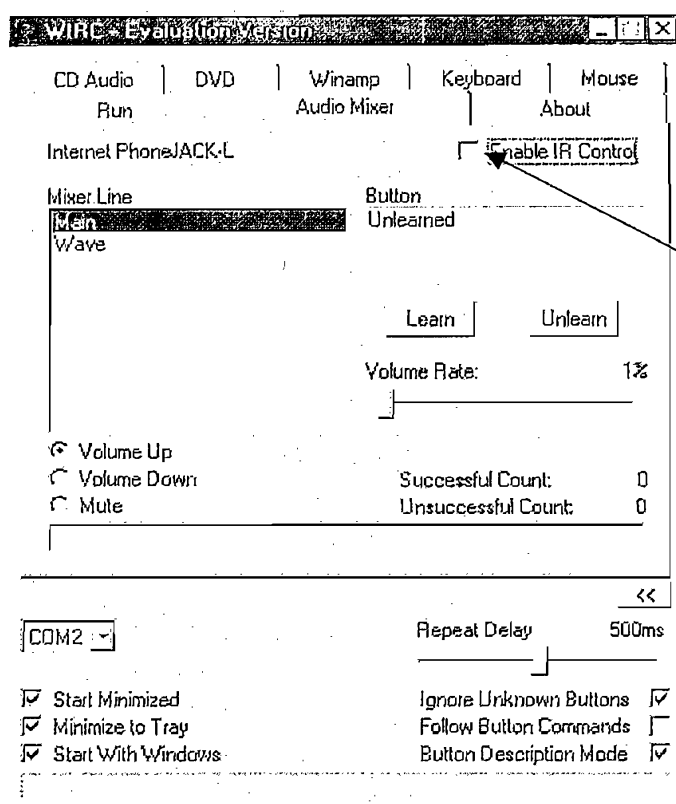 WIRC - Evaluation Version
CD Audio DVD Winamp Keyboard Mouse
Run Audio Mixer About
Internet PhoneJACK-L Enable IR Control
Mixer Line Button
Main Unlearned
Wave
Learn Unlearn
Volume Rate: 1%
Volume Up
Volume Down Successful Count: 0
Mute Unsuccessful Count: 0
<<
COM2 Repeat Delay 500ms
Start Minimized Ignore Unknown Buttons
Minimize to Tray Follow Button Commands
Start With Windows Button Description Mode